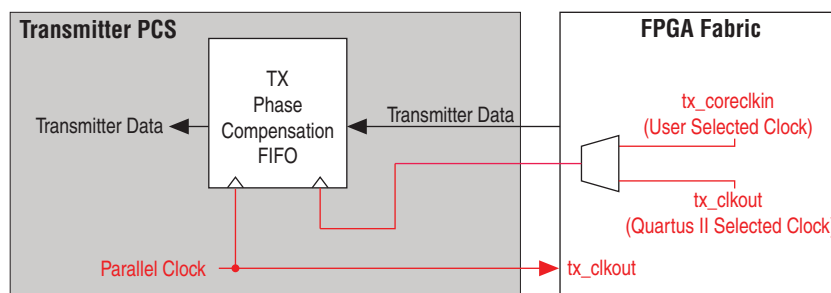 Transmitter PCS
FPGA Fabric
TX
Phase
Compensation
FIFO
Transmitter Data
Transmitter Data
tx_coreclkin
(User Selected Clock)
tx_clkout
(Quartus II Selected Clock)
Parallel Clock
tx_clkout